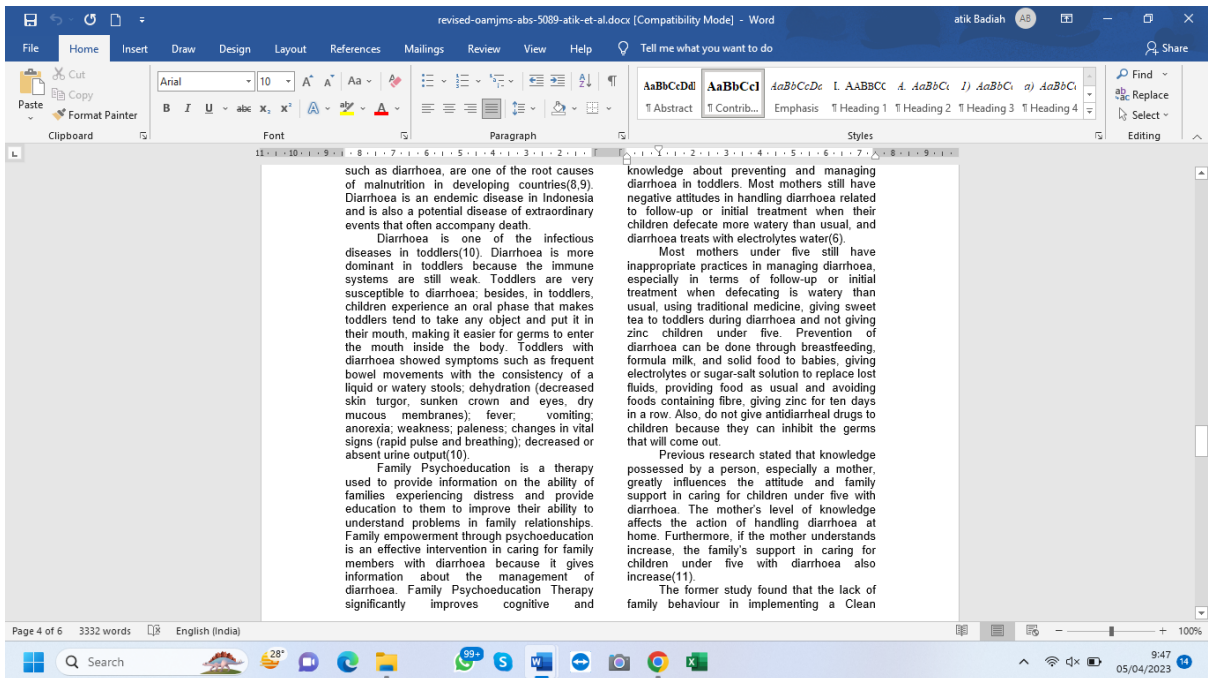 revised-oamjms-abs-5089-atik-et-al.docx [Compatibility Mode] - Word
atik Badiah
AB
File Home Insert Draw Design Layout References Mailings Review View Help Tell me what you want to do
Share
Paste
Cut
Copy
Format Painter
Clipboard
Arial 10
Font
Paragraph
AaBbCcDdI AaBbCcI AaBbCcDc I. AABBCC A. AaBbC 1) AaBbC a) AaBbC
¶ Abstract ¶ Contrib... Emphasis ¶ Heading 1 ¶ Heading 2 ¶ Heading 3 ¶ Heading 4
Styles
Find
Replace
Select
Editing
such as diarrhoea, are one of the root causes
of malnutrition in developing countries(8,9).
Diarrhoea is an endemic disease in Indonesia
and is also a potential disease of extraordinary
events that often accompany death.
Diarrhoea is one of the infectious
diseases in toddlers(10). Diarrhoea is more
dominant in toddlers because the immune
systems are still weak. Toddlers are very
susceptible to diarrhoea; besides, in toddlers,
children experience an oral phase that makes
toddlers tend to take any object and put it in
their mouth, making it easier for germs to enter
the mouth inside the body. Toddlers with
diarrhoea showed symptoms such as frequent
bowel movements with the consistency of a
liquid or watery stools; dehydration (decreased
skin turgor, sunken crown and eyes, dry
mucous membranes); fever; vomiting;
anorexia; weakness; paleness; changes in vital
signs (rapid pulse and breathing); decreased or
absent urine output(10).
Family Psychoeducation is a therapy
used to provide information on the ability of
families experiencing distress and provide
education to them to improve their ability to
understand problems in family relationships.
Family empowerment through psychoeducation
is an effective intervention in caring for family
members with diarrhoea because it gives
information about the management of
diarrhoea. Family Psychoeducation Therapy
significantly improves cognitive and
knowledge about preventing and managing
diarrhoea in toddlers. Most mothers still have
negative attitudes in handling diarrhoea related
to follow-up or initial treatment when their
children defecate more watery than usual, and
diarrhoea treats with electrolytes water(6).
Most mothers under five still have
inappropriate practices in managing diarrhoea,
especially in terms of follow-up or initial
treatment when defecating is watery than
usual, using traditional medicine, giving sweet
tea to toddlers during diarrhoea and not giving
zinc children under five. Prevention of
diarrhoea can be done through breastfeeding,
formula milk, and solid food to babies, giving
electrolytes or sugar-salt solution to replace lost
fluids, providing food as usual and avoiding
foods containing fibre, giving zinc for ten days
in a row. Also, do not give antidiarrheal drugs to
children because they can inhibit the germs
that will come out.
Previous research stated that knowledge
possessed by a person, especially a mother,
greatly influences the attitude and family
support in caring for children under five with
diarrhoea. The mother's level of knowledge
affects the action of handling diarrhoea at
home. Furthermore, if the mother understands
increase, the family's support in caring for
children under five with diarrhoea also
increase(11).
The former study found that the lack of
family behaviour in implementing a Clean
Page 4 of 6 3332 words English (India)
100%
Search
28°
99+
9:47
05/04/2023
14